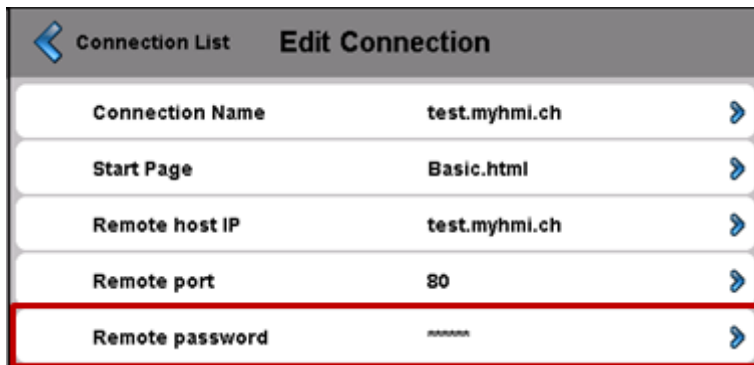 Connection List Edit Connection
Connection Name test.myhmi.ch
Start Page Basic.html
Remote host IP test.myhmi.ch
Remote port 80
Remote password ******